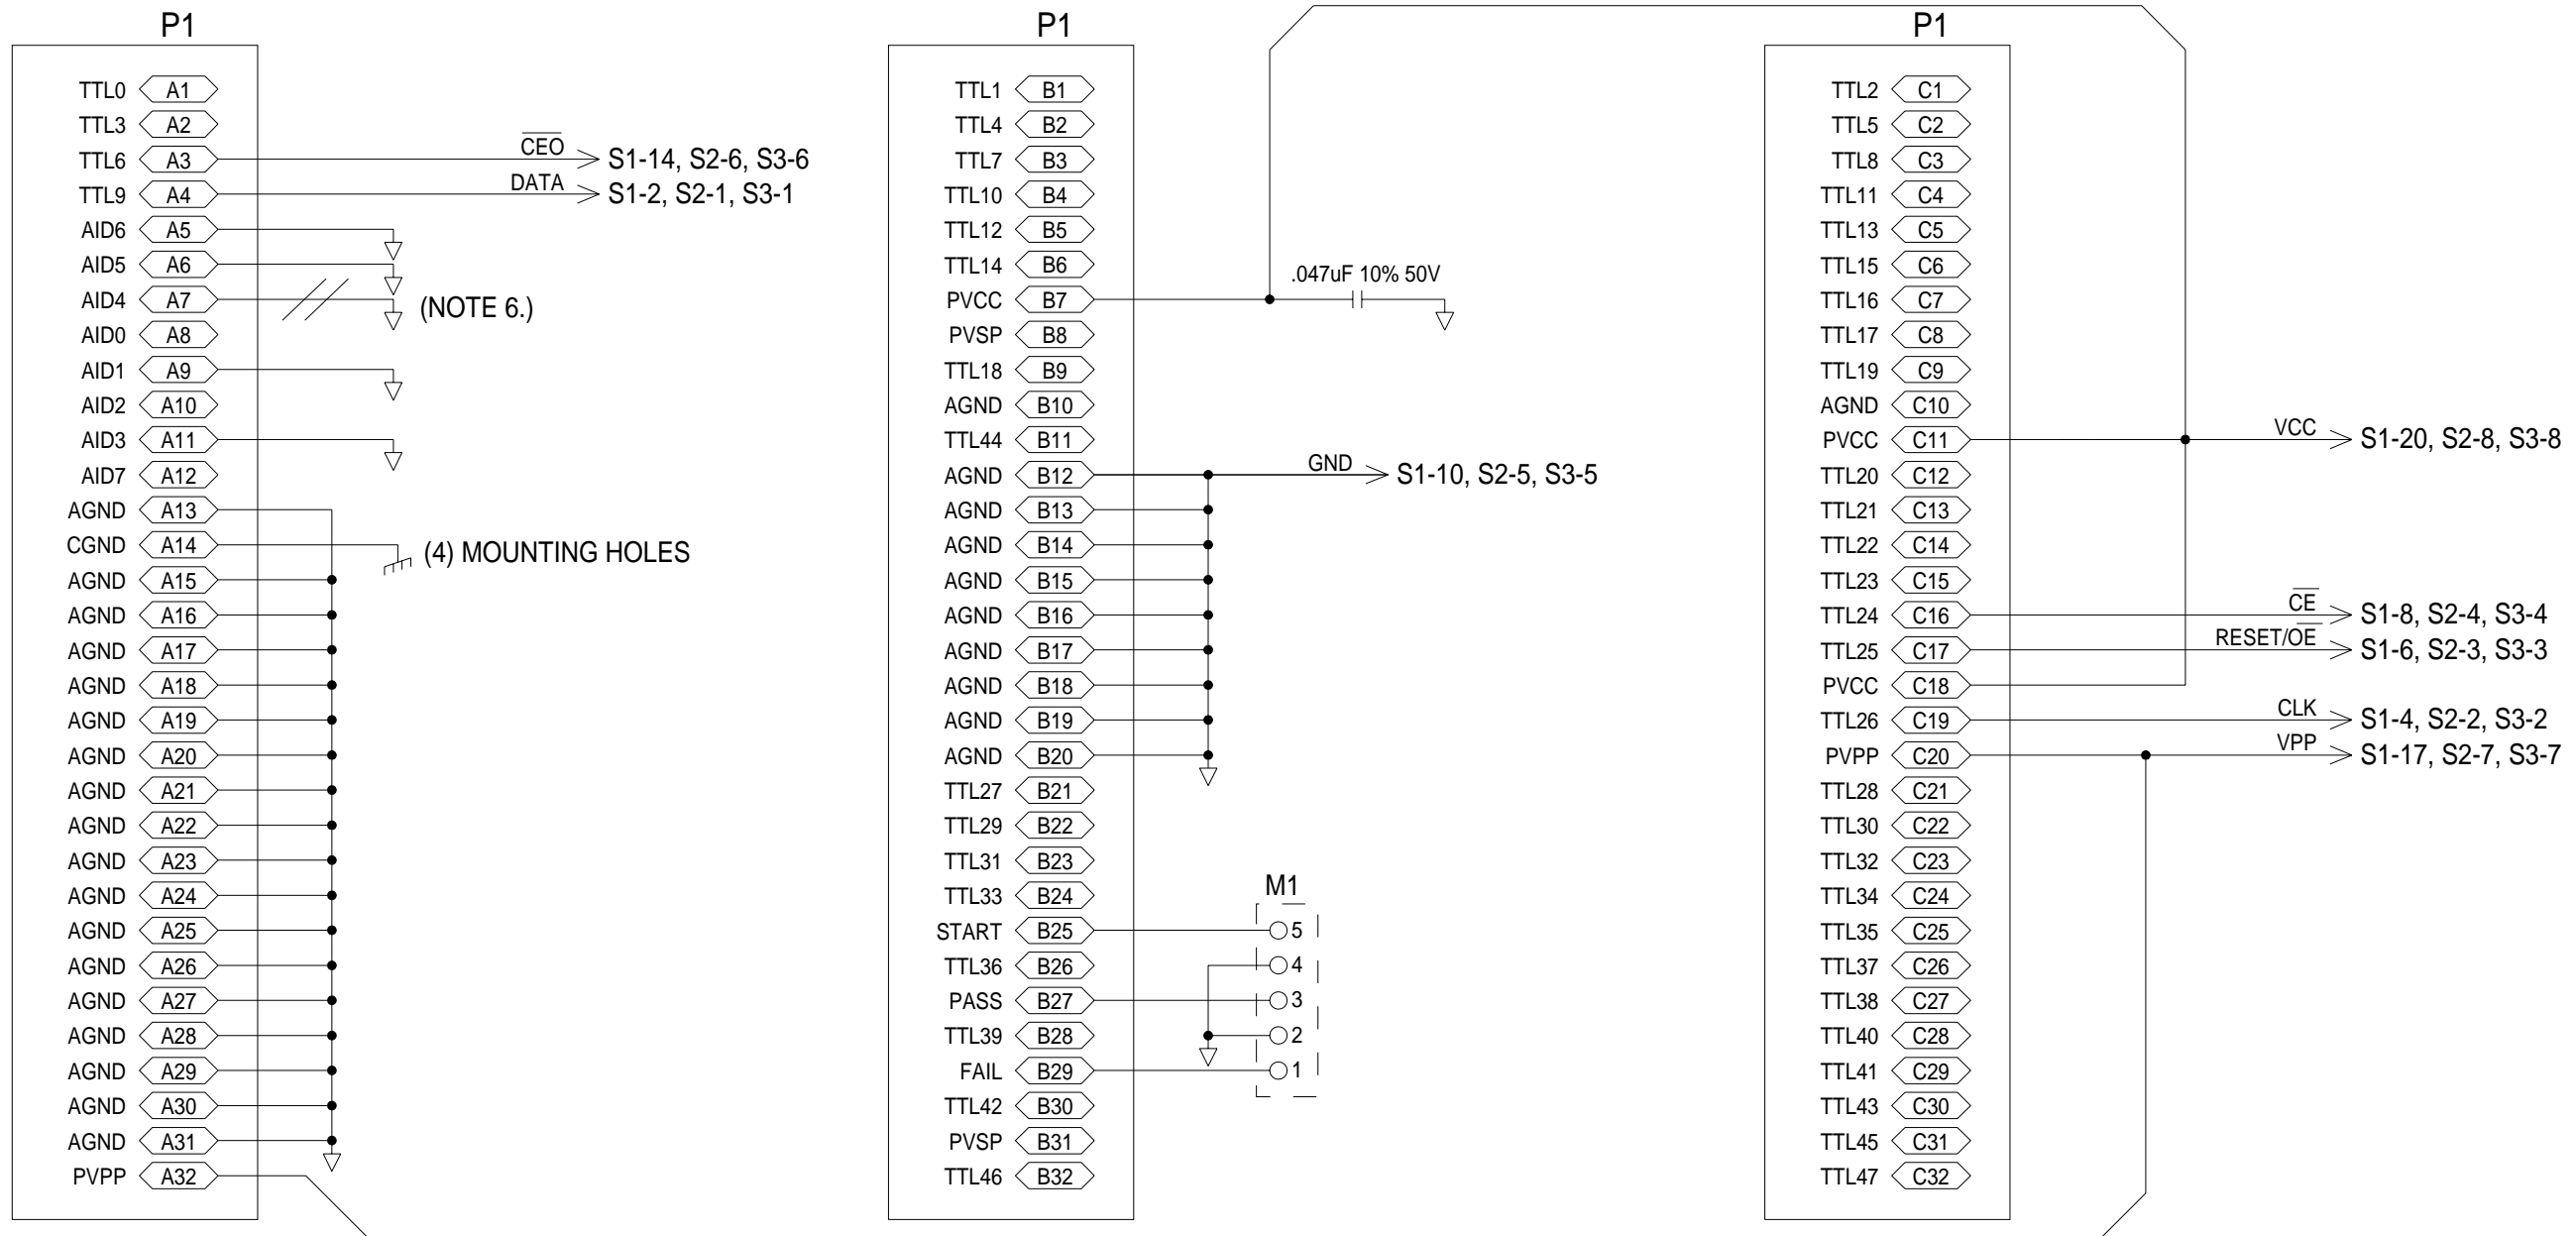 P1
TTL0 A1
TTL3 A2
TTL6 A3 CEO S1-14, S2-6, S3-6
TTL9 A4 DATA S1-2, S2-1, S3-1
AID6 A5
AID5 A6
AID4 A7 (NOTE 6.)
AID0 A8
AID1 A9
AID2 A10
AID3 A11
AID7 A12
AGND A13
CGND A14 (4) MOUNTING HOLES
AGND A15
AGND A16
AGND A17
AGND A18
AGND A19
AGND A20
AGND A21
AGND A22
AGND A23
AGND A24
AGND A25
AGND A26
AGND A27
AGND A28
AGND A29
AGND A30
AGND A31
PVPP A32
P1
TTL1 B1
TTL4 B2
TTL7 B3
TTL10 B4
TTL12 B5
TTL14 B6
.047uF 10% 50V
PVCC B7
PVSP B8
TTL18 B9
AGND B10
TTL44 B11
AGND B12 GND S1-10, S2-5, S3-5
AGND B13
AGND B14
AGND B15
AGND B16
AGND B17
AGND B18
AGND B19
AGND B20
TTL27 B21
TTL29 B22
TTL31 B23
TTL33 B24
M1
START B25 5
TTL36 B26 4
PASS B27 3
TTL39 B28 2
FAIL B29 1
TTL42 B30
PVSP B31
TTL46 B32
P1
TTL2 C1
TTL5 C2
TTL8 C3
TTL11 C4
TTL13 C5
TTL15 C6
TTL16 C7
TTL17 C8
TTL19 C9
AGND C10
PVCC C11 VCC S1-20, S2-8, S3-8
TTL20 C12
TTL21 C13
TTL22 C14
TTL23 C15
TTL24 C16 CE S1-8, S2-4, S3-4
TTL25 C17 RESET/OE S1-6, S2-3, S3-3
PVCC C18
TTL26 C19 CLK S1-4, S2-2, S3-2
PVPP C20 VPP S1-17, S2-7, S3-7
TTL28 C21
TTL30 C22
TTL32 C23
TTL34 C24
TTL35 C25
TTL37 C26
TTL38 C27
TTL40 C28
TTL41 C29
TTL43 C30
TTL45 C31
TTL47 C32